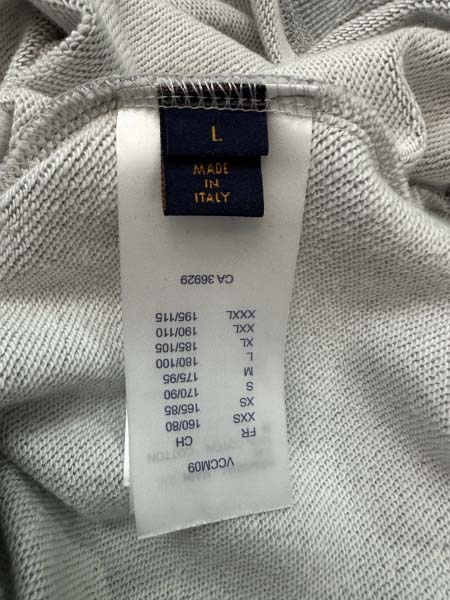 L
MADE
IN
ITALY
VCCM09
FR CH
XXS 160/80
XS 165/85
S 170/90
M 175/95
L 180/100
XL 185/105
XXL 190/110
XXXL 195/115
CA 36929